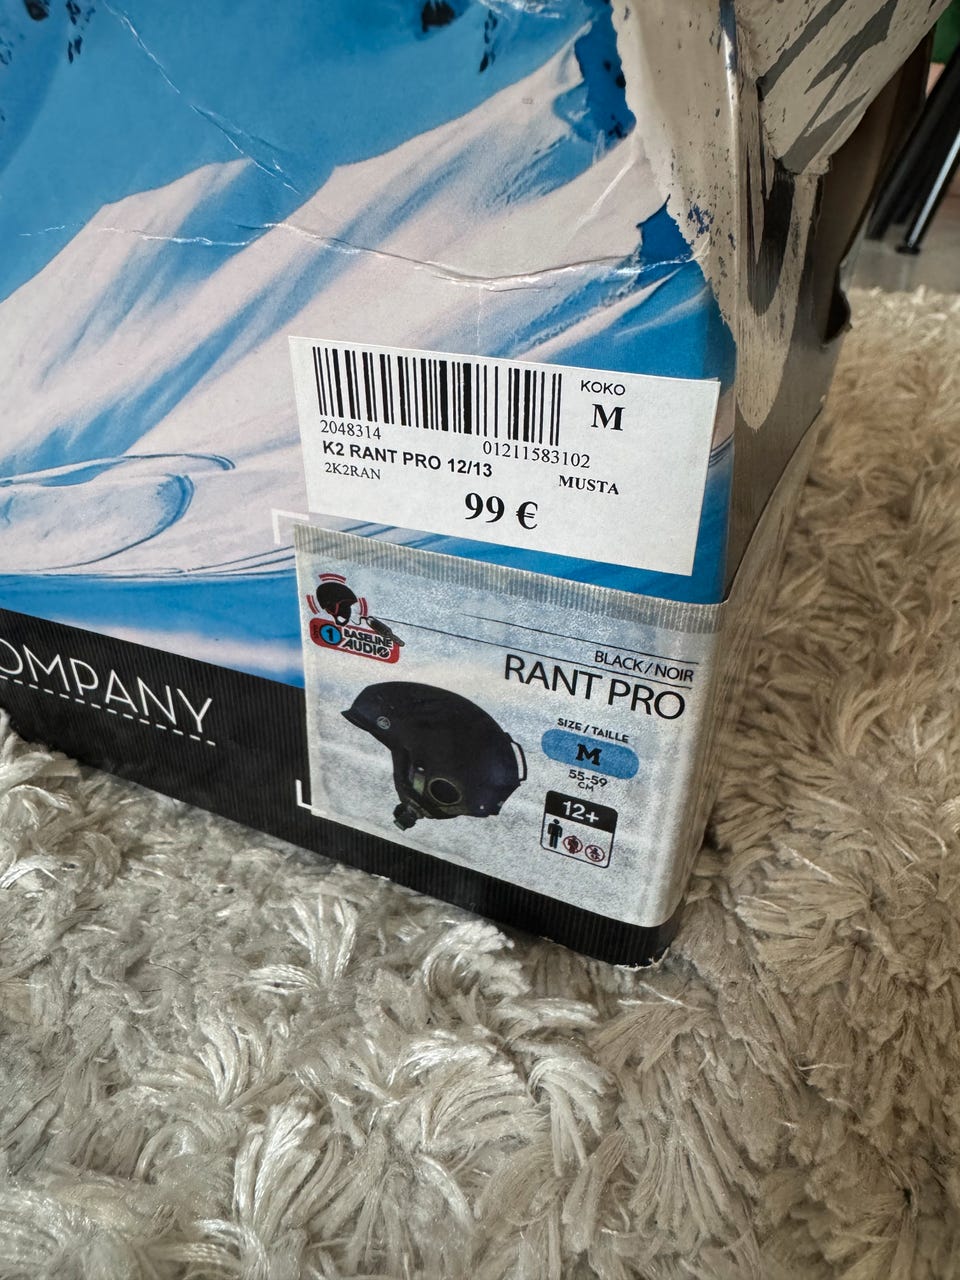 KOKO
M
2048314
01211583102
K2 RANT PRO 12/13
2K2RAN
MUSTA
99 €
1
BASELINE
AUDIO
BLACK/NOIR
RANT PRO
SIZE/TAILLE
M
55-59
CM
12+
OMPANY